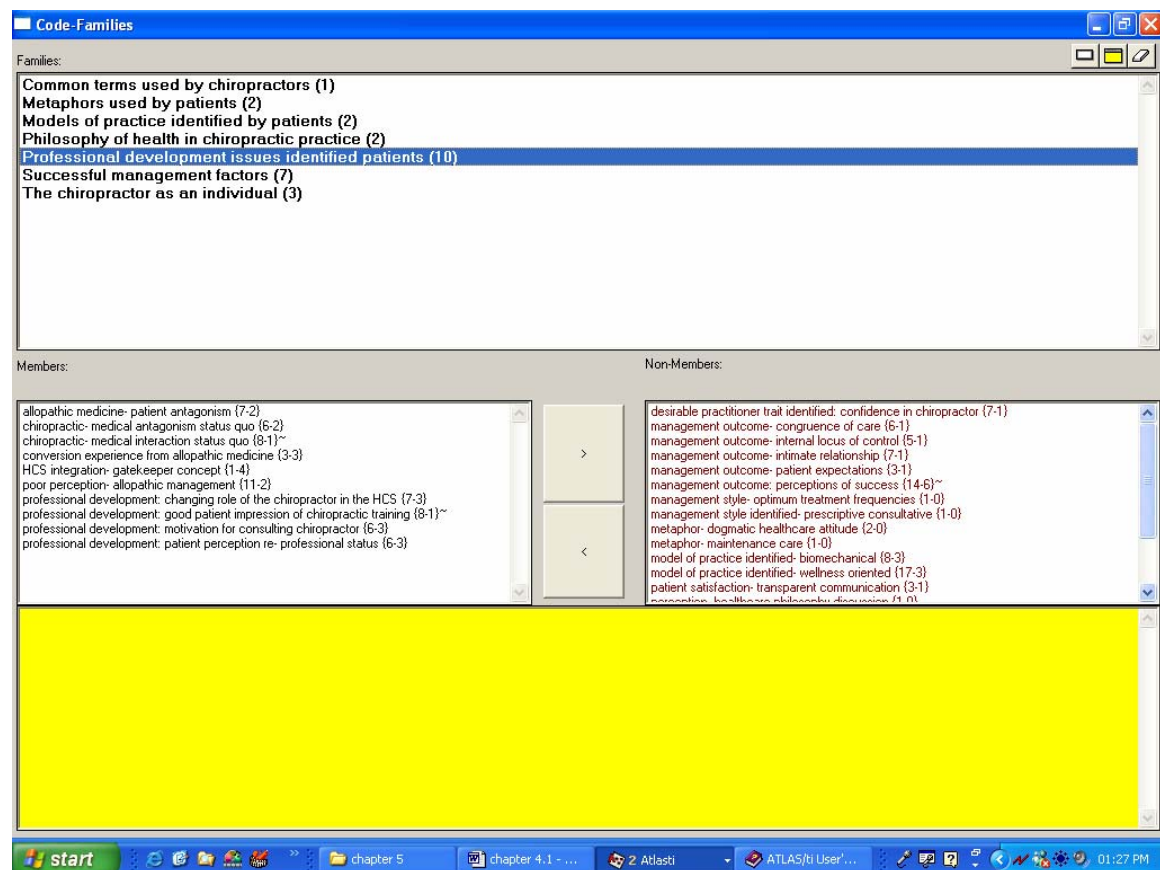 Code-Families
Families:
Common terms used by chiropractors (1)
Metaphors used by patients (2)
Models of practice identified by patients (2)
Philosophy of health in chiropractic practice (2)
Professional development issues identified patients (10)
Successful management factors (7)
The chiropractor as an individual (3)
Members:
Non-Members:
allopathic medicine- patient antagonism {7-2}
chiropractic- medical antagonism status quo {6-2}
chiropractic- medical interaction status quo {8-1}~
conversion experience from allopathic medicine {3-3}
HCS integration- gatekeeper concept {1-4}
poor perception- allopathic management {11-2}
professional development: changing role of the chiropractor in the HCS {7-3}
professional development: good patient impression of chiropractic training {8-1}~
professional development: motivation for consulting chiropractor {6-3}
professional development: patient perception re- professional status {6-3}
>
<
desirable practitioner trait identified: confidence in chiropractor {7-1}
management outcome- congruence of care {6-1}
management outcome- internal locus of control {5-1}
management outcome- intimate relationship {7-1}
management outcome- patient expectations {3-1}
management outcome: perceptions of success {14-6}~
management style- optimum treatment frequencies {1-0}
management style identified- prescriptive consultative {1-0}
metaphor- dogmatic healthcare attitude {2-0}
metaphor- maintenance care {1-0}
model of practice identified- biomechanical {8-3}
model of practice identified- wellness oriented {17-3}
patient satisfaction- transparent communication {3-1}
perception- healthcare philosophy discussion {1-0}
start
chapter 5
chapter 4.1 - ...
2 Atlasti
ATLAS/ti User'...
01:27 PM